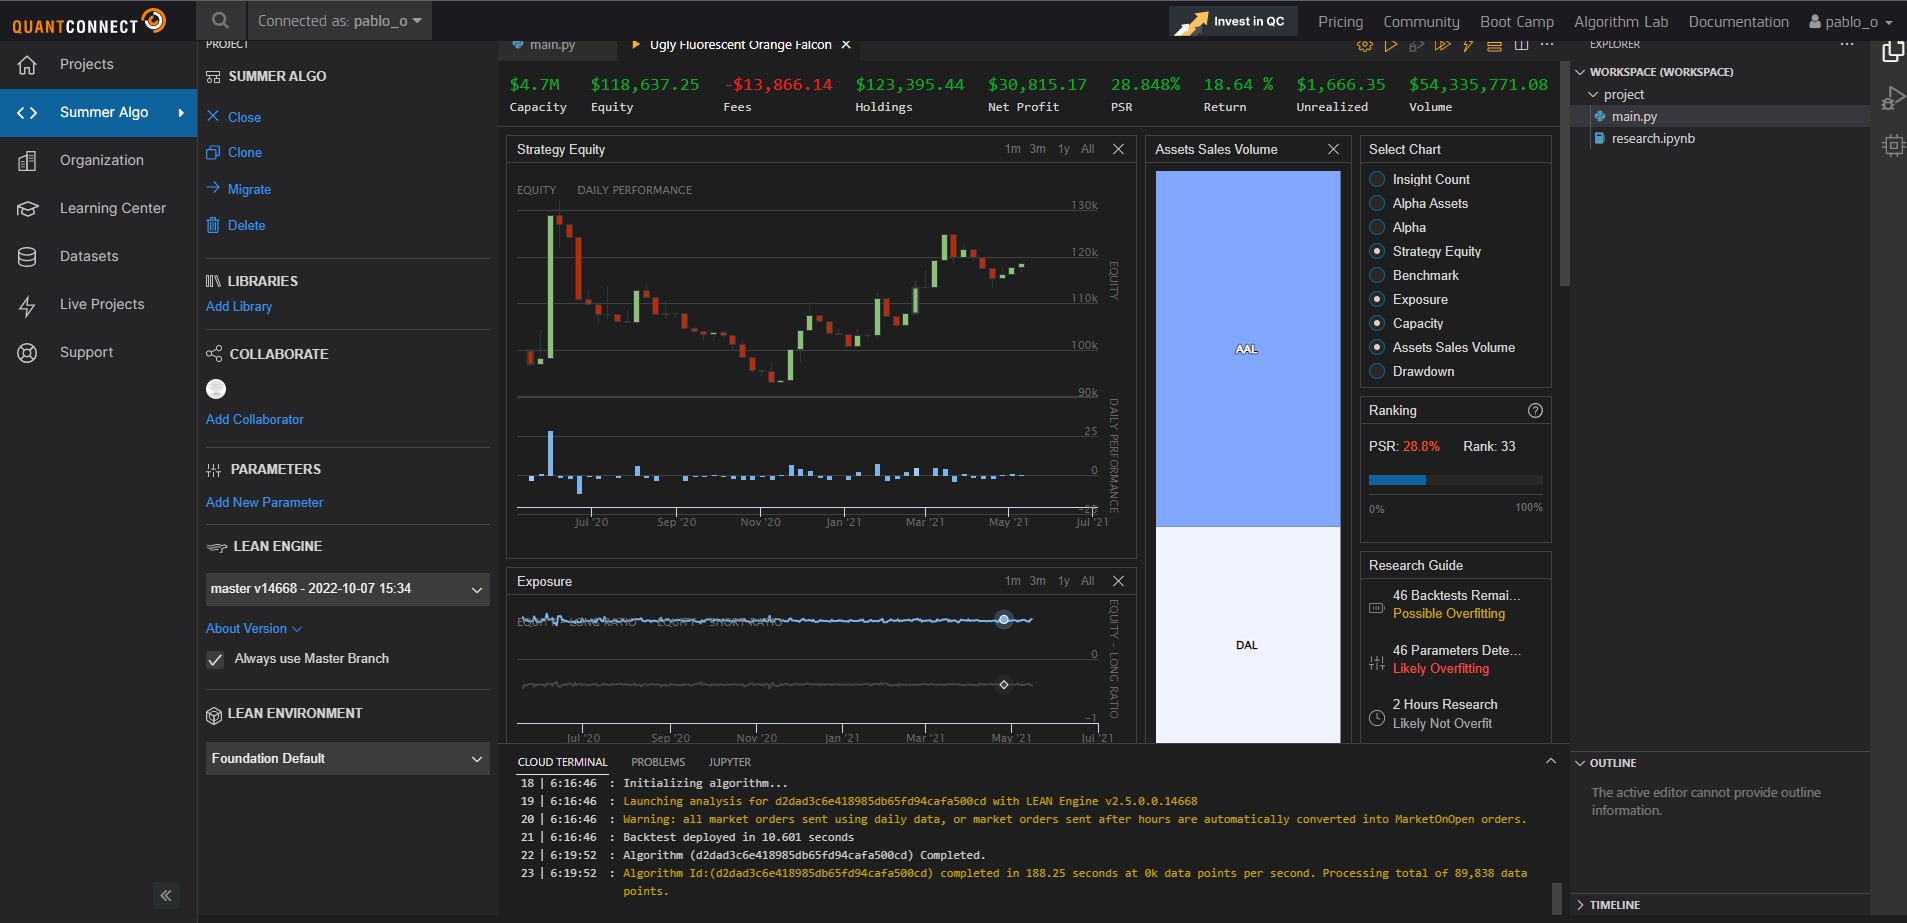 QUANTCONNECT
Connected as: pablo_o
Invest in QC
Pricing
Community
Boot Camp
Algorithm Lab
Documentation
pablo_o
Projects
Summer Algo
Organization
Learning Center
Datasets
Live Projects
Support
PROJECT
SUMMER ALGO
Close
Clone
Migrate
Delete
LIBRARIES
Add Library
COLLABORATE
Add Collaborator
PARAMETERS
Add New Parameter
LEAN ENGINE
master v14668 - 2022-10-07 15:34
About Version
Always use Master Branch
LEAN ENVIRONMENT
Foundation Default
main.py
Ugly Fluorescent Orange Falcon
$4.7M
Capacity
$118,637.25
Equity
-$13,866.14
Fees
$123,395.44
Holdings
$30,815.17
Net Profit
28.848%
PSR
18.64 %
Return
$1,666.35
Unrealized
$54,335,771.08
Volume
Strategy Equity
1m 3m 1y All
EQUITY DAILY PERFORMANCE
130k
120k
110k
100k
90k
EQUITY
25
0
-25
DAILY PERFORMANCE
Jul '20 Sep '20 Nov '20 Jan '21 Mar '21 May '21 Jul '21
Exposure
1m 3m 1y All
EQUITY - LONG RATIO EQUITY - SHORT RATIO
0
-1
EQUITY - LONG RATIO
Jul '20 Sep '20 Nov '20 Jan '21 Mar '21 May '21 Jul '21
Assets Sales Volume
AAL
DAL
Select Chart
Insight Count
Alpha Assets
Alpha
Strategy Equity
Benchmark
Exposure
Capacity
Assets Sales Volume
Drawdown
Ranking
PSR: 28.8% Rank: 33
0% 100%
Research Guide
46 Backtests Remai...
Possible Overfitting
46 Parameters Dete...
Likely Overfitting
2 Hours Research
Likely Not Overfit
CLOUD TERMINAL PROBLEMS JUPYTER
18 | 6:16:46 : Initializing algorithm...
19 | 6:16:46 : Launching analysis for d2dad3c6e418985db65fd94cafa500cd with LEAN Engine v2.5.0.0.14668
20 | 6:16:46 : Warning: all market orders sent using daily data, or market orders sent after hours are automatically converted into MarketOnOpen orders.
21 | 6:16:46 : Backtest deployed in 10.601 seconds
22 | 6:19:52 : Algorithm (d2dad3c6e418985db65fd94cafa500cd) Completed.
23 | 6:19:52 : Algorithm Id:(d2dad3c6e418985db65fd94cafa500cd) completed in 188.25 seconds at 0k data points per second. Processing total of 89,838 data
points.
EXPLORER
WORKSPACE (WORKSPACE)
project
main.py
research.ipynb
OUTLINE
The active editor cannot provide outline
information.
TIMELINE